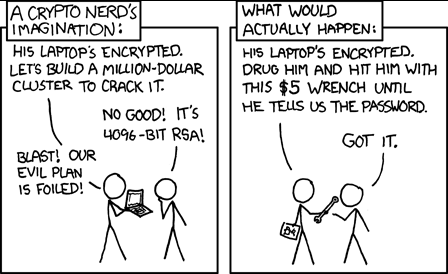 A CRYPTO NERD'S
IMAGINATION:
HIS LAPTOP'S ENCRYPTED.
LET'S BUILD A MILLION-DOLLAR
CLUSTER TO CRACK IT.
NO GOOD! IT'S
4096-BIT RSA!
BLAST! OUR
EVIL PLAN
IS FOILED!
WHAT WOULD
ACTUALLY HAPPEN:
HIS LAPTOP'S ENCRYPTED.
DRUG HIM AND HIT HIM WITH
THIS $5 WRENCH UNTIL
HE TELLS US THE PASSWORD.
GOT IT.